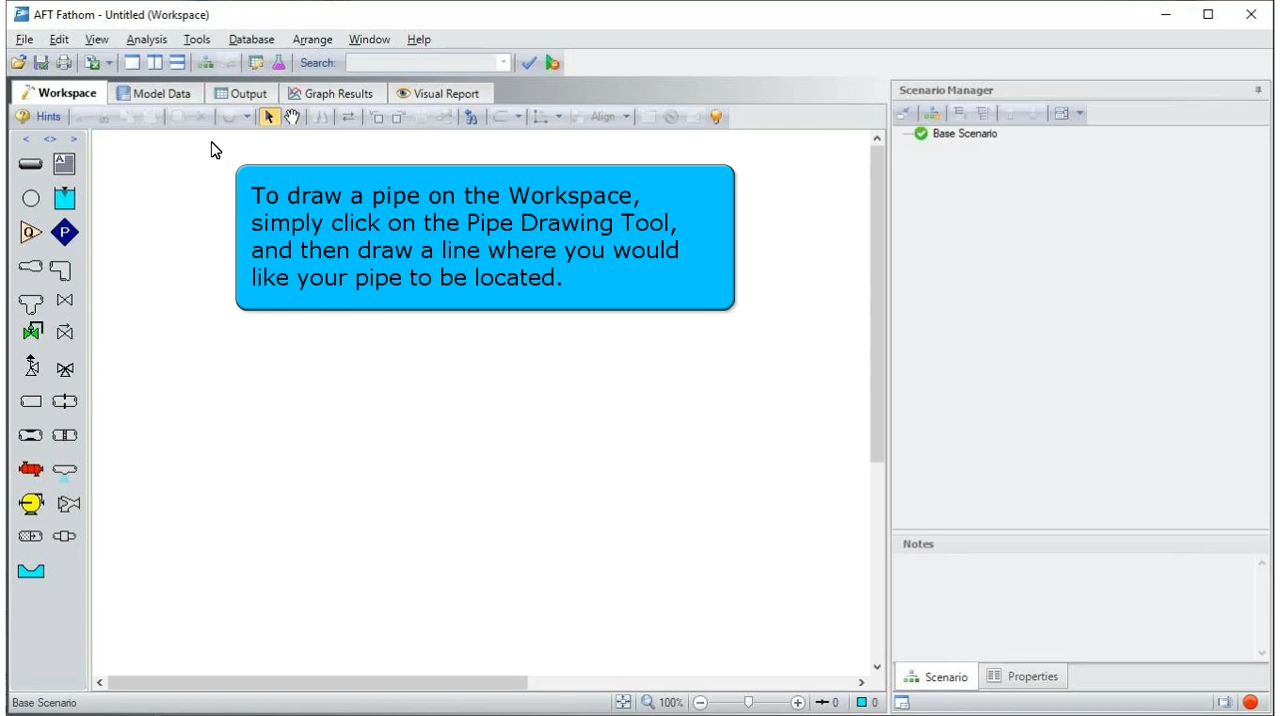 AFT Fathom - Untitled (Workspace)
File Edit View Analysis Tools Database Arrange Window Help
Search:
Workspace Model Data Output Graph Results Visual Report
Hints Align
Scenario Manager
Base Scenario
To draw a pipe on the Workspace,
simply click on the Pipe Drawing Tool,
and then draw a line where you would
like your pipe to be located.
A
Q
P
Notes
Scenario Properties
Base Scenario 100% 0 0